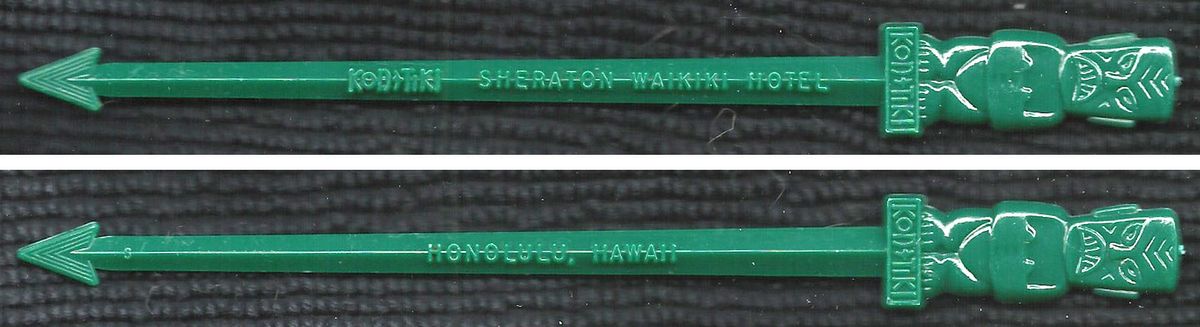 KON-TIKI SHERATON WAIKIKI HOTEL
KON-TIKI
S HONOLULU, HAWAII
KON-TIKI